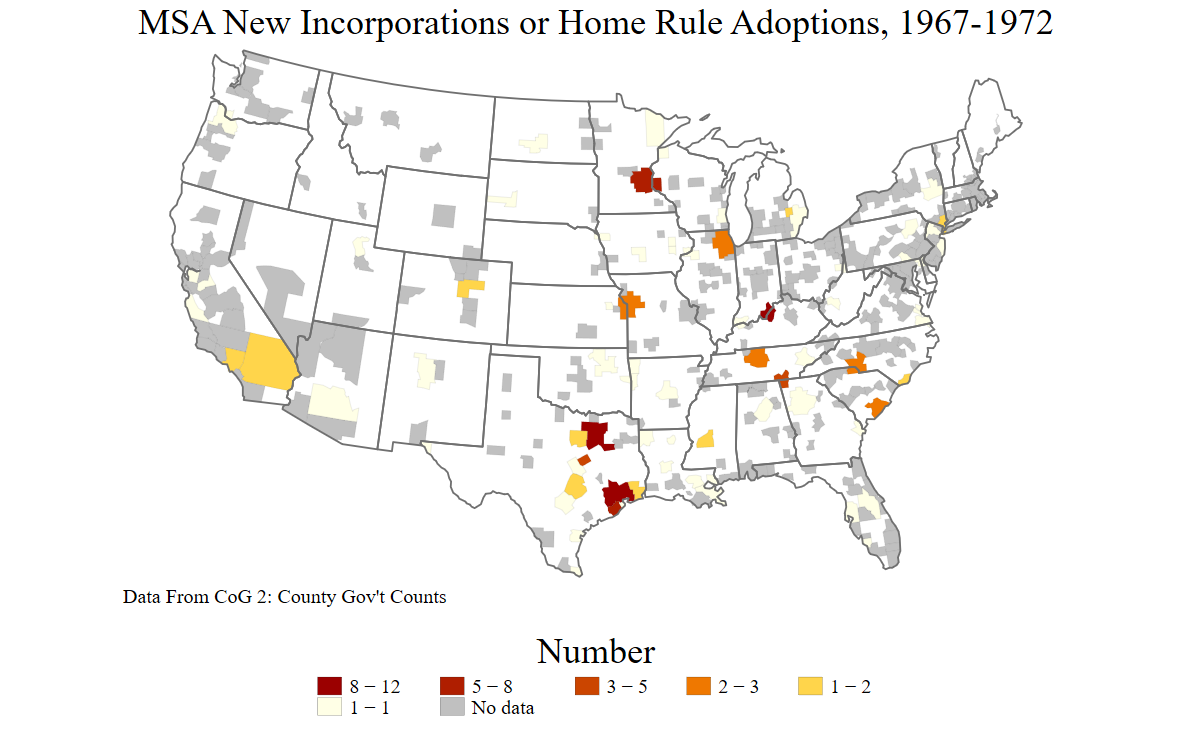 MSA New Incorporations or Home Rule Adoptions, 1967-1972
Data From CoG 2: County Gov't Counts
Number
8 − 12 5 − 8 3 − 5 2 − 3 1 − 2
1 − 1 No data